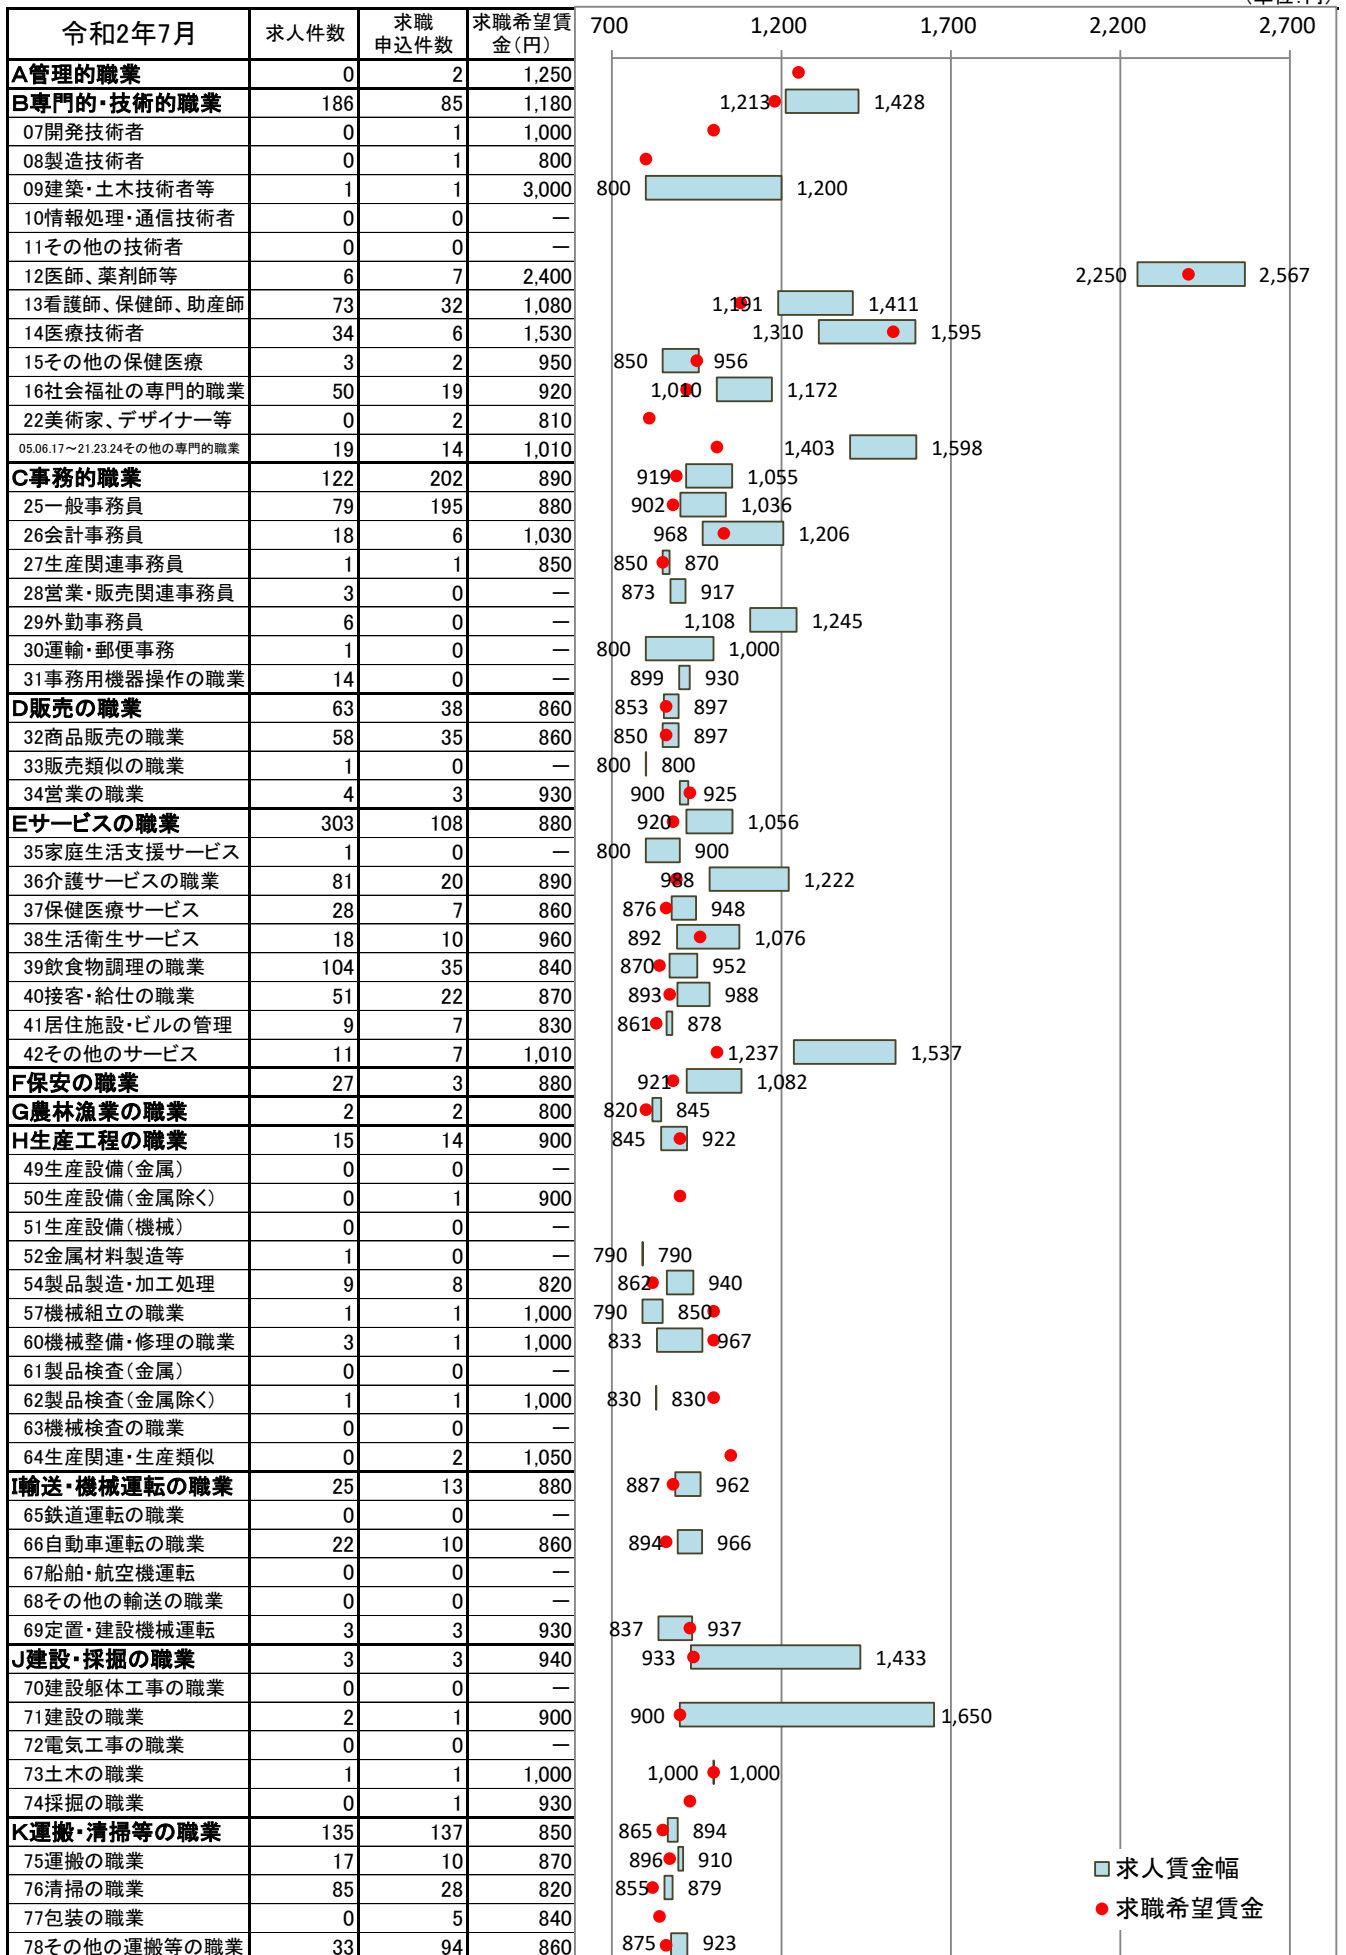 (単位:円)
令和2年7月 求人件数 求職申込件数 求職希望賃金(円) 700 1,200 1,700 2,200 2,700
A管理的職業 0 2 1,250
B専門的・技術的職業 186 85 1,180 1,213 1,428
07開発技術者 0 1 1,000
08製造技術者 0 1 800
09建築・土木技術者等 1 1 3,000 800 1,200
10情報処理・通信技術者 0 0 ―
11その他の技術者 0 0 ―
12医師、薬剤師等 6 7 2,400 2,250 2,567
13看護師、保健師、助産師 73 32 1,080 1,191 1,411
14医療技術者 34 6 1,530 1,310 1,595
15その他の保健医療 3 2 950 850 956
16社会福祉の専門的職業 50 19 920 1,010 1,172
22美術家、デザイナー等 0 2 810
05.06.17～21.23.24その他の専門的職業 19 14 1,010 1,403 1,598
C事務的職業 122 202 890 919 1,055
25一般事務員 79 195 880 902 1,036
26会計事務員 18 6 1,030 968 1,206
27生産関連事務員 1 1 850 850 870
28営業・販売関連事務員 3 0 ― 873 917
29外勤事務員 6 0 ― 1,108 1,245
30運輸・郵便事務 1 0 ― 800 1,000
31事務用機器操作の職業 14 0 ― 899 930
D販売の職業 63 38 860 853 897
32商品販売の職業 58 35 860 850 897
33販売類似の職業 1 0 ― 800 800
34営業の職業 4 3 930 900 925
Eサービスの職業 303 108 880 920 1,056
35家庭生活支援サービス 1 0 ― 800 900
36介護サービスの職業 81 20 890 988 1,222
37保健医療サービス 28 7 860 876 948
38生活衛生サービス 18 10 960 892 1,076
39飲食物調理の職業 104 35 840 870 952
40接客・給仕の職業 51 22 870 893 988
41居住施設・ビルの管理 9 7 830 861 878
42その他のサービス 11 7 1,010 1,237 1,537
F保安の職業 27 3 880 921 1,082
G農林漁業の職業 2 2 800 820 845
H生産工程の職業 15 14 900 845 922
49生産設備(金属) 0 0 ―
50生産設備(金属除く) 0 1 900
51生産設備(機械) 0 0 ―
52金属材料製造等 1 0 ― 790 790
54製品製造・加工処理 9 8 820 862 940
57機械組立の職業 1 1 1,000 790 850
60機械整備・修理の職業 3 1 1,000 833 967
61製品検査(金属) 0 0 ―
62製品検査(金属除く) 1 1 1,000 830 830
63機械検査の職業 0 0 ―
64生産関連・生産類似 0 2 1,050
I輸送・機械運転の職業 25 13 880 887 962
65鉄道運転の職業 0 0 ―
66自動車運転の職業 22 10 860 894 966
67船舶・航空機運転 0 0 ―
68その他の輸送の職業 0 0 ―
69定置・建設機械運転 3 3 930 837 937
J建設・採掘の職業 3 3 940 933 1,433
70建設躯体工事の職業 0 0 ―
71建設の職業 2 1 900 900 1,650
72電気工事の職業 0 0 ―
73土木の職業 1 1 1,000 1,000 1,000
74採掘の職業 0 1 930
K運搬・清掃等の職業 135 137 850 865 894
75運搬の職業 17 10 870 896 910
76清掃の職業 85 28 820 855 879
77包装の職業 0 5 840
78その他の運搬等の職業 33 94 860 875 923
求人賃金幅
求職希望賃金